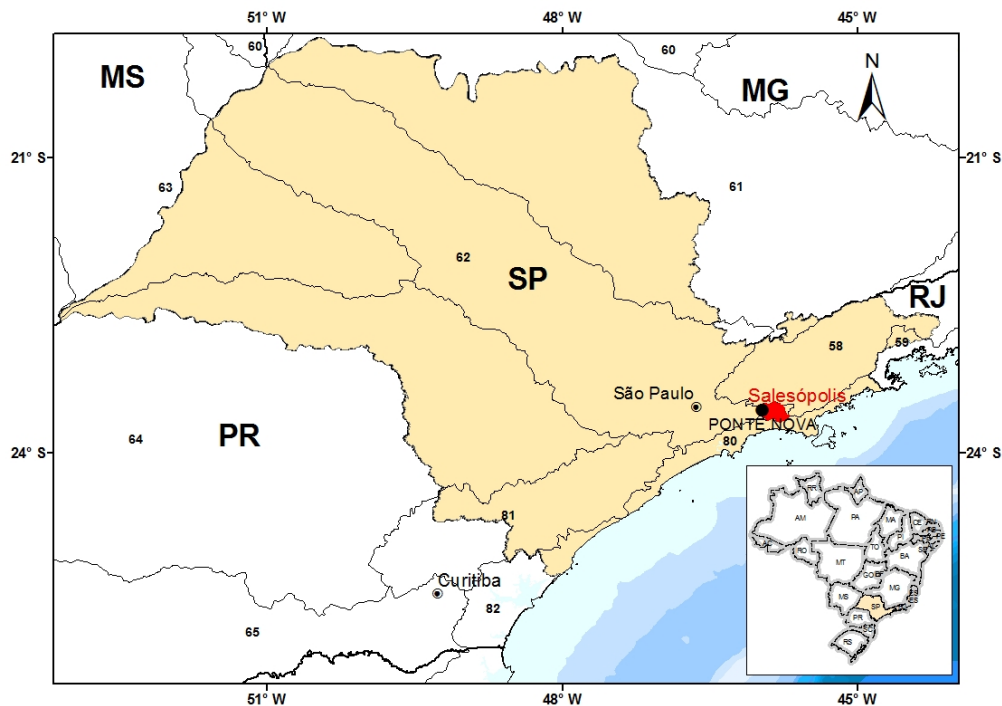 51° W
48° W
45° W
60
60
MS
MG
N
21° S
21° S
63
61
62
SP
RJ
58
59
São Paulo
Salesópolis
PONTE NOVA
64
PR
80
24° S
24° S
81
RR
AP
AM
PA
MA
CE
TO
RO
BA
MT
GO
MG
MS
SP
PR
RS
Curitiba
82
65
51° W
48° W
45° W